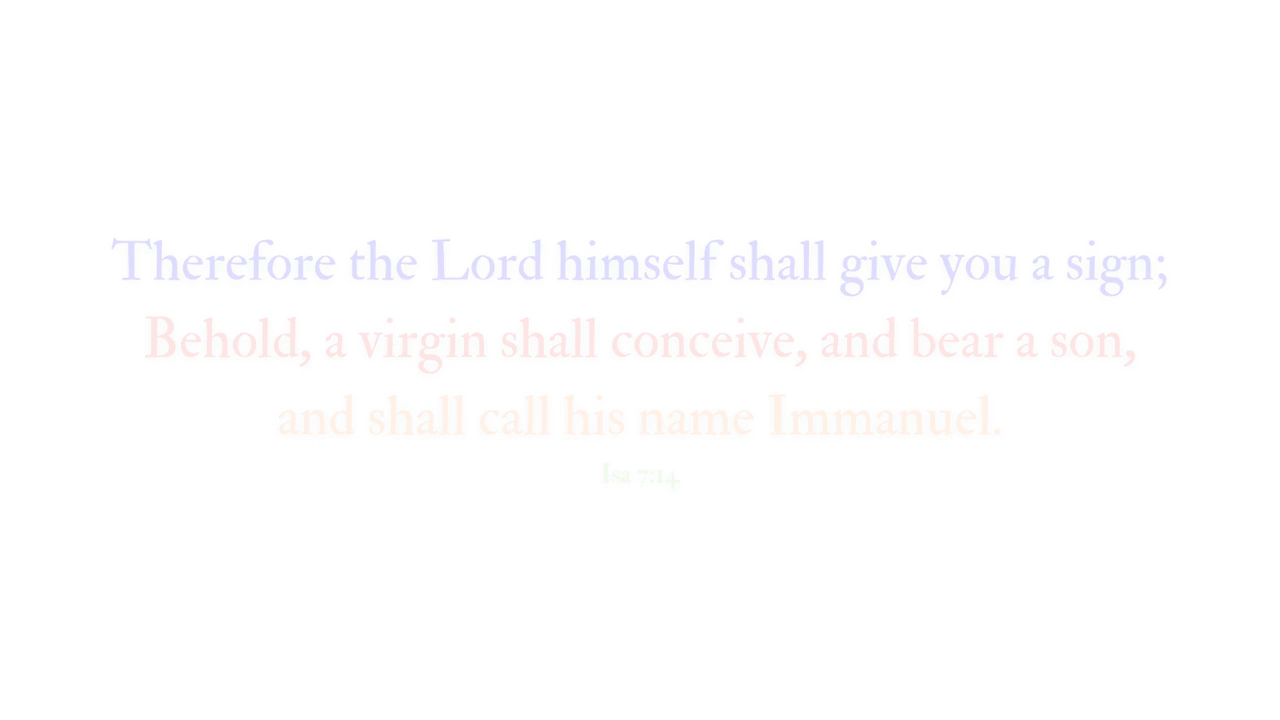 Therefore the Lord himself shall give you a sign;
Behold, a virgin shall conceive, and bear a son,
and shall call his name Immanuel.
Isa 7:14